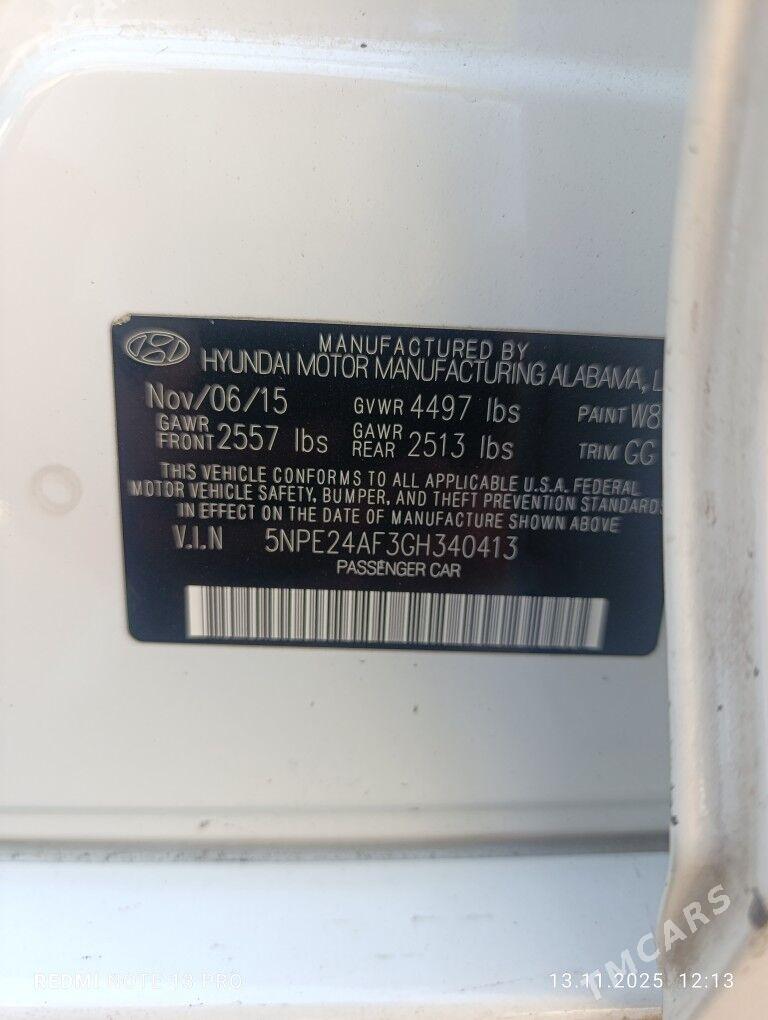 MANUFACTURED BY
HYUNDAI MOTOR MANUFACTURING ALABAMA, L
Nov/06/15 GVWR 4497 lbs PAINT W8
GAWR FRONT 2557 lbs GAWR REAR 2513 lbs TRIM GG
THIS VEHICLE CONFORMS TO ALL APPLICABLE U.S.A. FEDERAL
MOTOR VEHICLE SAFETY, BUMPER, AND THEFT PREVENTION STANDARDS
IN EFFECT ON THE DATE OF MANUFACTURE SHOWN ABOVE
V.I.N 5NPE24AF3GH340413
PASSENGER CAR
TMCARS
REDMI NOTE 13 PRO 13.11.2025 12:13